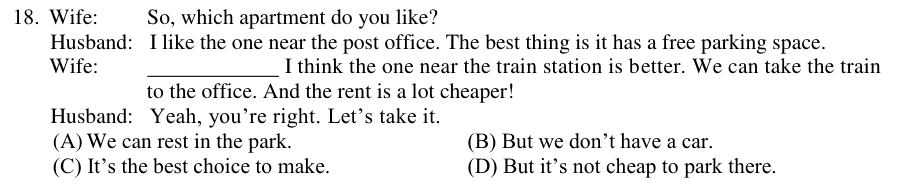 18. Wife: So, which apartment do you like?
Husband: I like the one near the post office. The best thing is it has a free parking space.
Wife: ____________ I think the one near the train station is better. We can take the train
to the office. And the rent is a lot cheaper!
Husband: Yeah, you’re right. Let’s take it.
(A) We can rest in the park. (B) But we don’t have a car.
(C) It’s the best choice to make. (D) But it’s not cheap to park there.